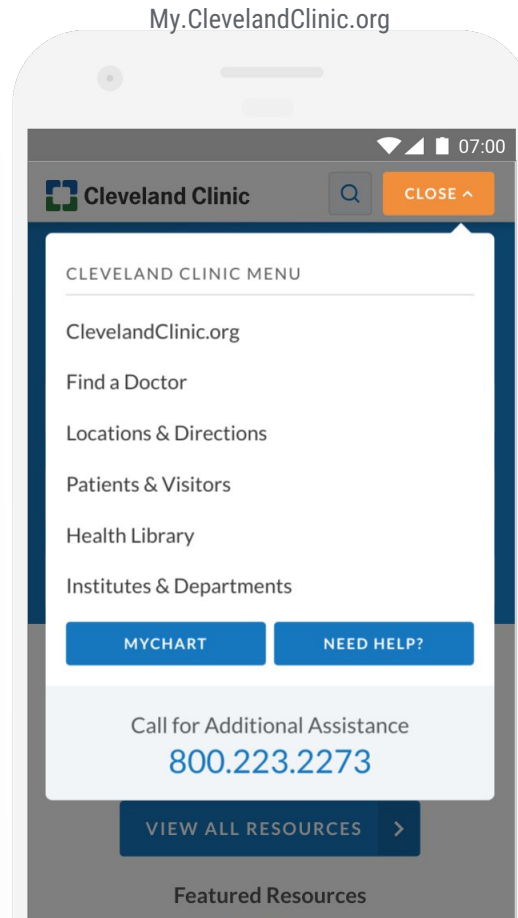 My.ClevelandClinic.org
07:00
Cleveland Clinic
CLOSE
CLEVELAND CLINIC MENU
ClevelandClinic.org
Find a Doctor
Locations & Directions
Patients & Visitors
Health Library
Institutes & Departments
MYCHART NEED HELP?
Call for Additional Assistance
800.223.2273
VIEW ALL RESOURCES
Featured Resources